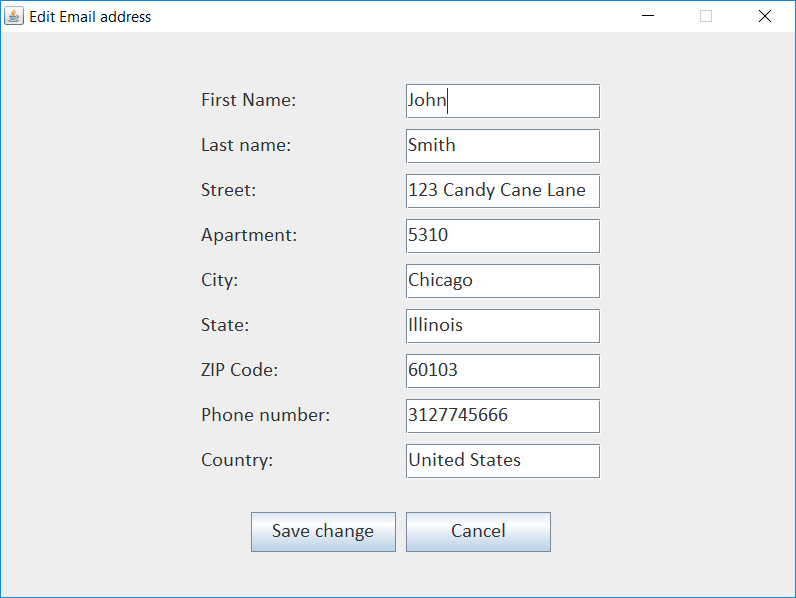 Edit Email address
First Name: John
Last name: Smith
Street: 123 Candy Cane Lane
Apartment: 5310
City: Chicago
State: Illinois
ZIP Code: 60103
Phone number: 3127745666
Country: United States
Save change Cancel